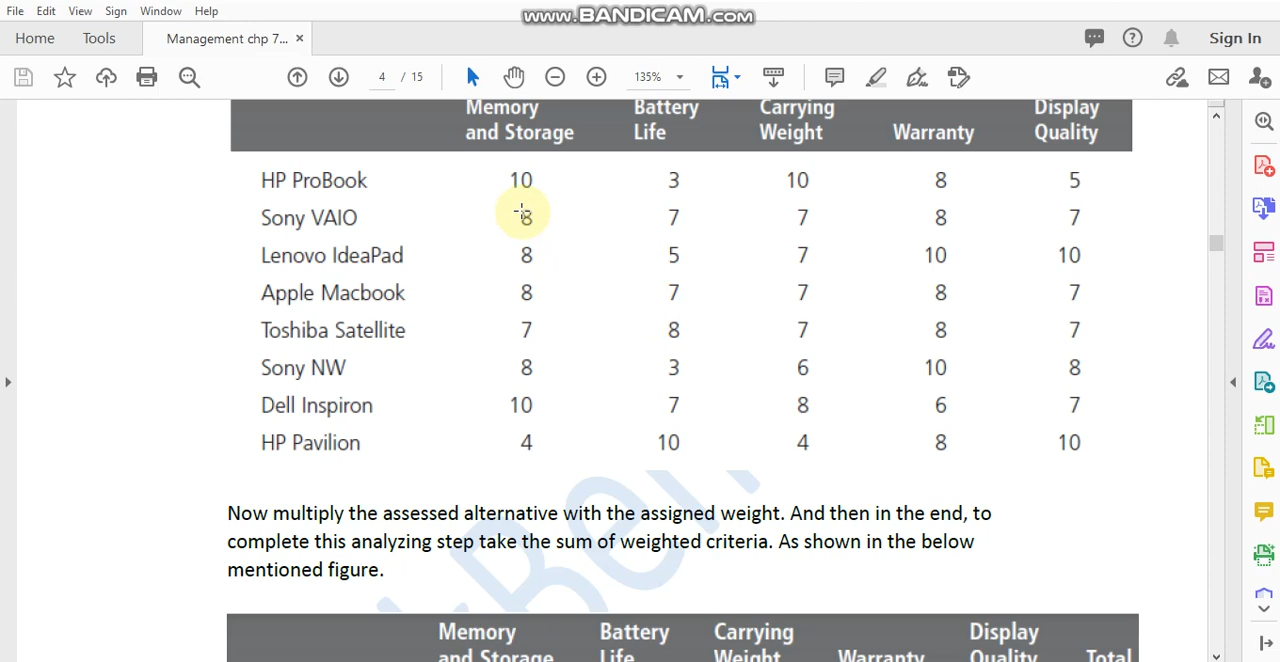 File Edit View Sign Window Help
www.BANDICAM.com
Home Tools Management chp 7... × Sign In
4 / 15 135%
Memory and Storage Battery Life Carrying Weight Warranty Display Quality
HP ProBook 10 3 10 8 5
Sony VAIO 8 7 7 8 7
Lenovo IdeaPad 8 5 7 10 10
Apple Macbook 8 7 7 8 7
Toshiba Satellite 7 8 7 8 7
Sony NW 8 3 6 10 8
Dell Inspiron 10 7 8 6 7
HP Pavilion 4 10 4 8 10
Now multiply the assessed alternative with the assigned weight. And then in the end, to
complete this analyzing step take the sum of weighted criteria. As shown in the below
mentioned figure.
Memory and Storage Battery Life Carrying Weight Warranty Display Quality Total